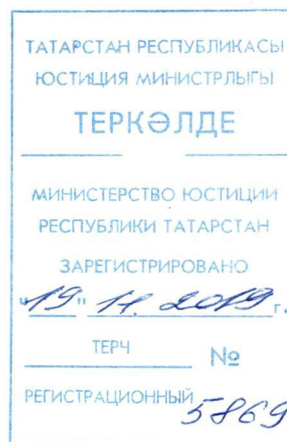 ТАТАРСТАН РЕСПУБЛИКАСЫ
ЮСТИЦИЯ МИНИСТРЛЫГЫ
ТЕРКӘЛДЕ
МИНИСТЕРСТВО ЮСТИЦИИ
РЕСПУБЛИКИ ТАТАРСТАН
ЗАРЕГИСТРИРОВАНО
"19" 11. 2019 г.
ТЕРЧ №
РЕГИСТРАЦИОННЫЙ 5869